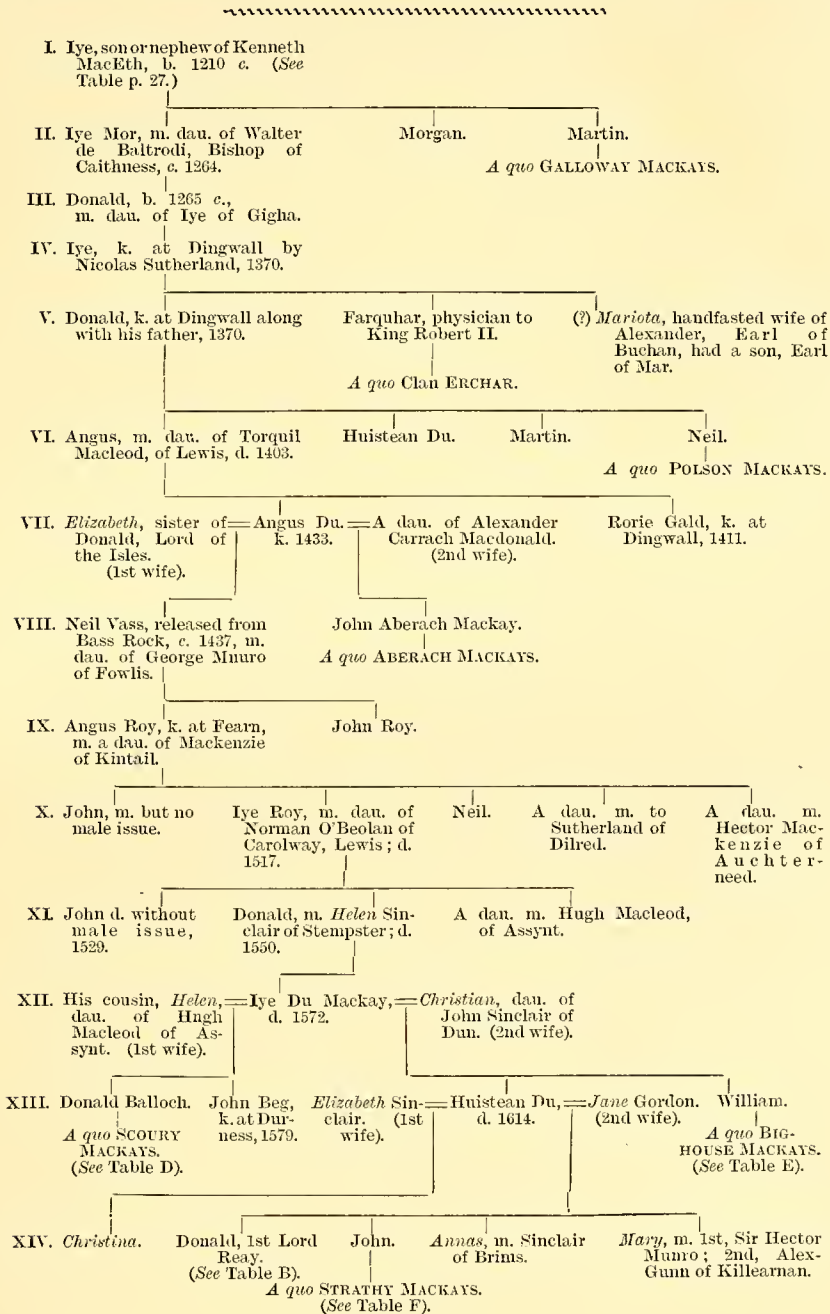 I. Iye, son or nephew of Kenneth
MacEth, b. 1210 c. (See
Table p. 27.)
II. Iye Mor, m. dau. of Walter
de Baltrodi, Bishop of
Caithness, c. 1264.
Morgan.
Martin.
A quo GALLOWAY MACKAYS.
III. Donald, b. 1265 c.,
m. dau. of Iye of Gigha.
IV. Iye, k. at Dingwall by
Nicolas Sutherland, 1370.
V. Donald, k. at Dingwall along
with his father, 1370.
Farquhar, physician to
King Robert II.
A quo Clan ERCHAR.
(?) Mariota, handfasted wife of
Alexander, Earl of
Buchan, had a son, Earl
of Mar.
VI. Angus, m. dau. of Torquil
Macleod, of Lewis, d. 1403.
Huistean Du.
Martin.
Neil.
A quo POLSON MACKAYS.
VII. Elizabeth, sister of
Donald, Lord of
the Isles.
(1st wife).
Angus Du.
k. 1433.
A dau. of Alexander
Carrach Macdonald.
(2nd wife).
Rorie Gald, k. at
Dingwall, 1411.
VIII. Neil Vass, released from
Bass Rock, c. 1437, m.
dau. of George Munro
of Fowlis.
John Aberach Mackay.
A quo ABERACH MACKAYS.
IX. Angus Roy, k. at Fearn,
m. a dau. of Mackenzie
of Kintail.
John Roy.
X. John, m. but no
male issue.
Iye Roy, m. dau. of
Norman O'Beolan of
Carolway, Lewis; d.
1517.
Neil.
A dau. m. to
Sutherland of
Dilred.
A dau. m.
Hector Mac-
kenzie of
Auchter-
need.
XI. John d. without
male issue,
1529.
Donald, m. Helen Sin-
clair of Stempster; d.
1550.
A dau. m. Hugh Macleod,
of Assynt.
XII. His cousin, Helen,
dau. of Hugh
Macleod of As-
synt. (1st wife).
Iye Du Mackay,
d. 1572.
Christian, dau. of
John Sinclair of
Dun. (2nd wife).
XIII. Donald Balloch.
A quo SCOURY
MACKAYS.
(See Table D).
John Beg,
k. at Dur-
ness, 1579.
Elizabeth Sin-
clair. (1st
wife).
Huistean Du,
d. 1614.
Jane Gordon.
(2nd wife).
William.
A quo BIG-
HOUSE MACKAYS.
(See Table E).
XIV. Christina.
Donald, 1st Lord
Reay.
(See Table B).
John.
A quo STRATHY MACKAYS.
(See Table F).
Annas, m. Sinclair
of Brims.
Mary, m. 1st, Sir Hector
Munro; 2nd, Alex-
Gunn of Killearnan.